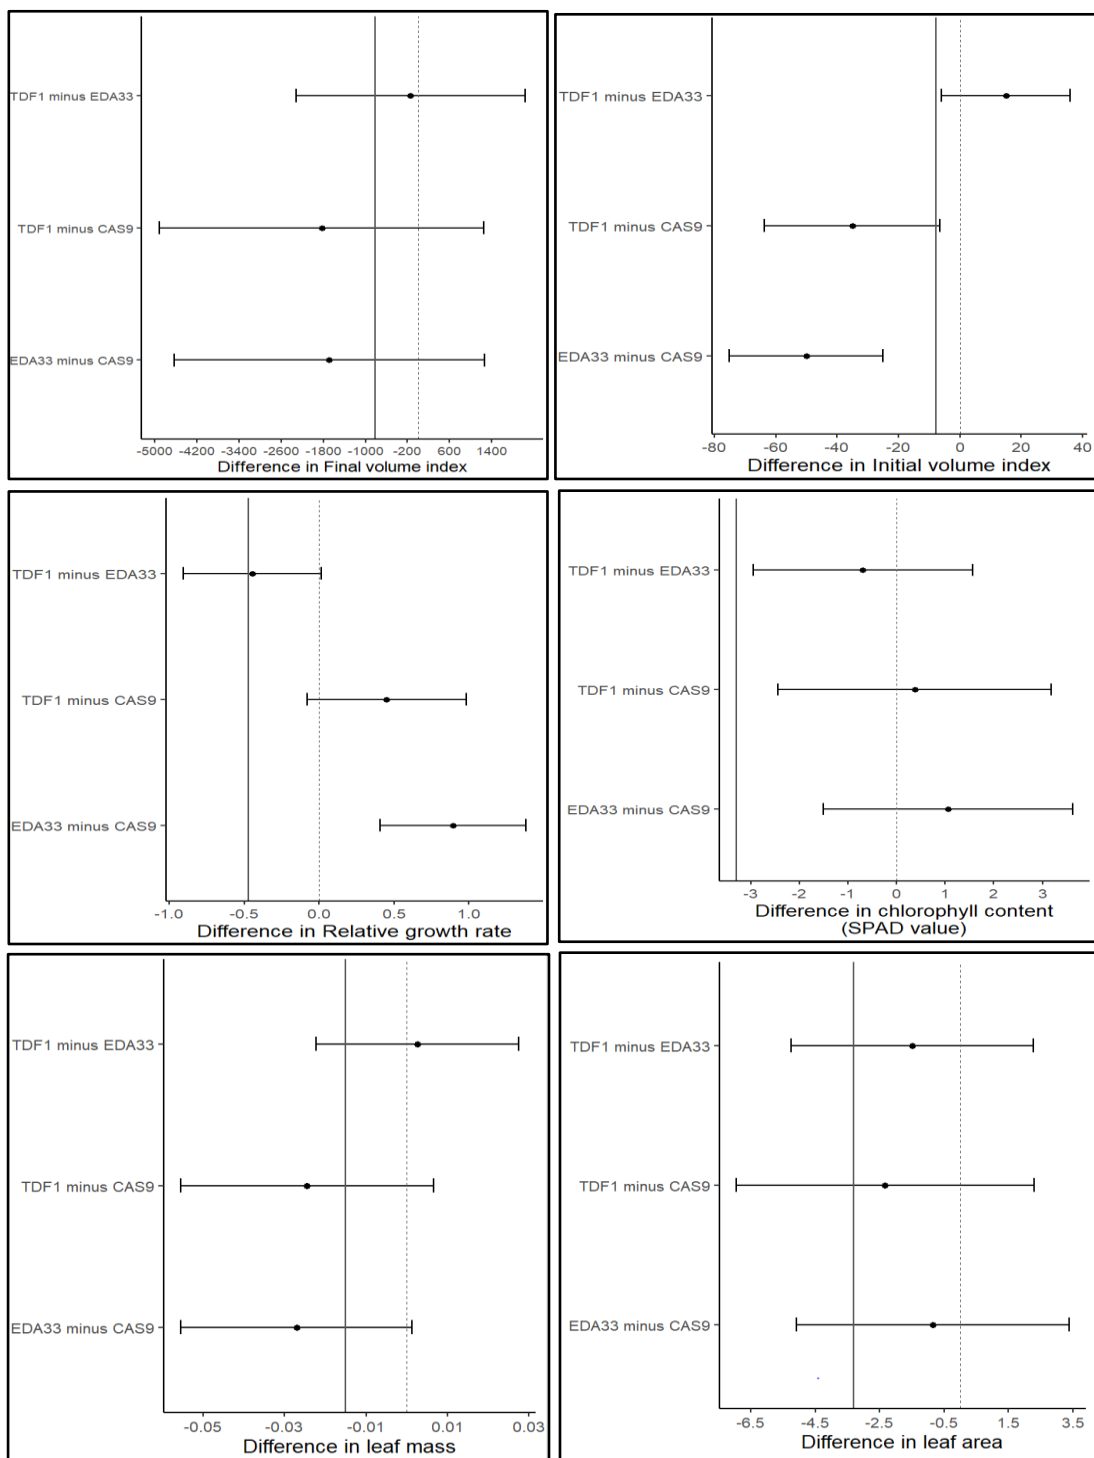 TDF1 minus EDA33
TDF1 minus CAS9
EDA33 minus CAS9
-5000 -4200 -3400 -2600 -1800 -1000 -200 600 1400
Difference in Final volume index
TDF1 minus EDA33
TDF1 minus CAS9
EDA33 minus CAS9
-80 -60 -40 -20 0 20 40
Difference in Initial volume index
TDF1 minus EDA33
TDF1 minus CAS9
EDA33 minus CAS9
-1.0 -0.5 0.0 0.5 1.0
Difference in Relative growth rate
TDF1 minus EDA33
TDF1 minus CAS9
EDA33 minus CAS9
-3 -2 -1 0 1 2 3
Difference in chlorophyll content
(SPAD value)
TDF1 minus EDA33
TDF1 minus CAS9
EDA33 minus CAS9
-0.05 -0.03 -0.01 0.01 0.03
Difference in leaf mass
TDF1 minus EDA33
TDF1 minus CAS9
EDA33 minus CAS9
-6.5 -4.5 -2.5 -0.5 1.5 3.5
Difference in leaf area